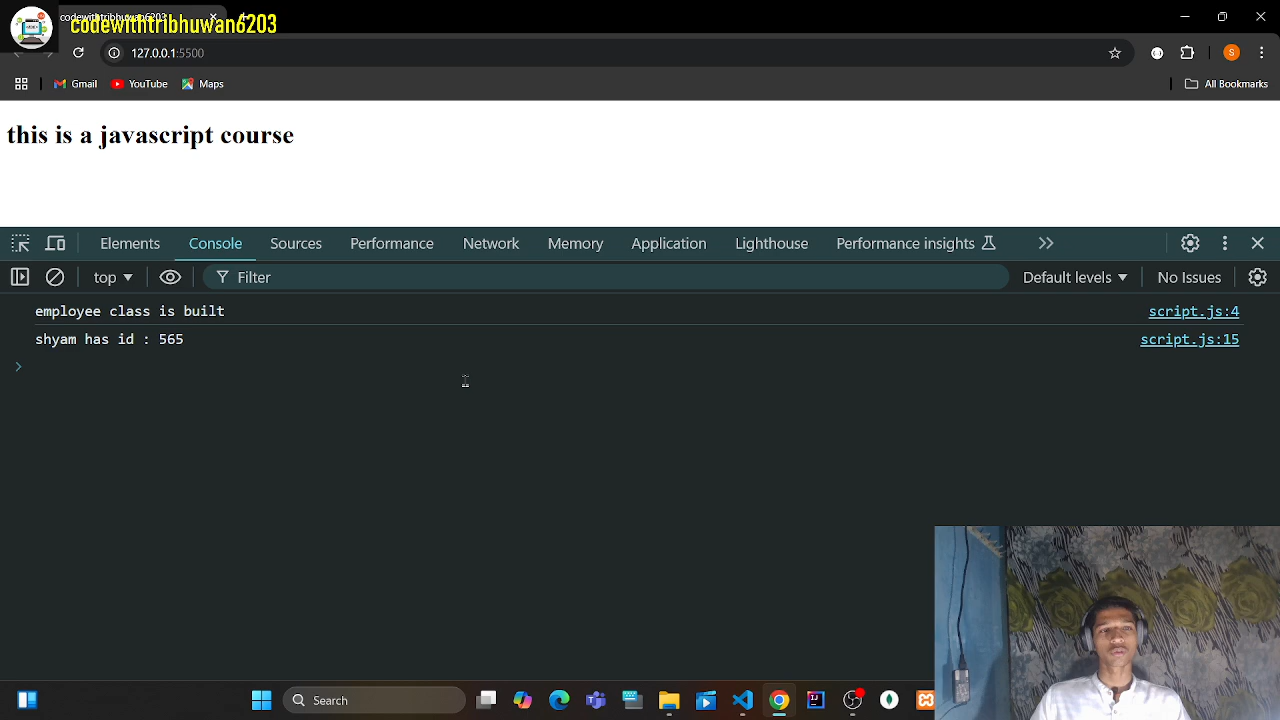 codewithtribhuwan6203
codewithtribhuwan6203
127.0.0.1:5500
S
Gmail
YouTube
Maps
All Bookmarks
this is a javascript course
Elements
Console
Sources
Performance
Network
Memory
Application
Lighthouse
Performance insights
top
Filter
Default levels
No Issues
employee class is built
script.js:4
shyam has id : 565
script.js:15
Search